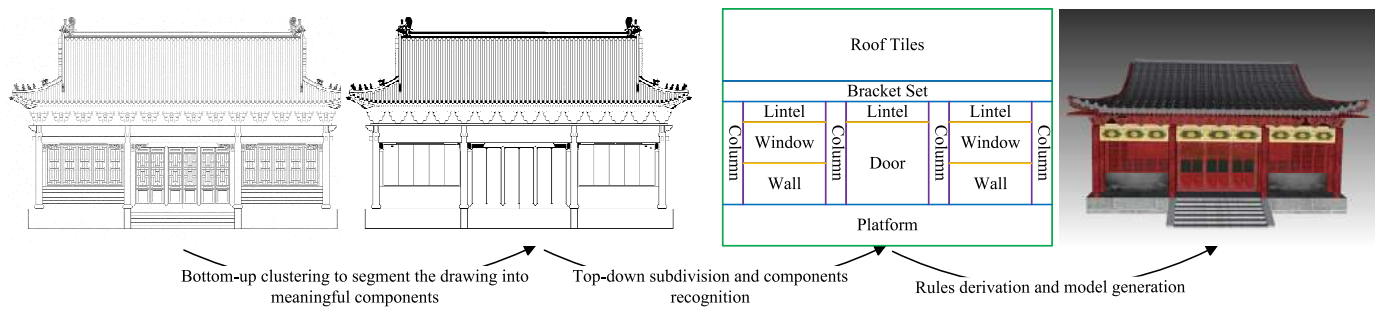 Roof Tiles
Bracket Set
Lintel
Lintel
Lintel
Column
Window
Wall
Column
Door
Column
Window
Wall
Column
Platform
Bottom-up clustering to segment the drawing into
meaningful components
Top-down subdivision and components
recognition
Rules derivation and model generation